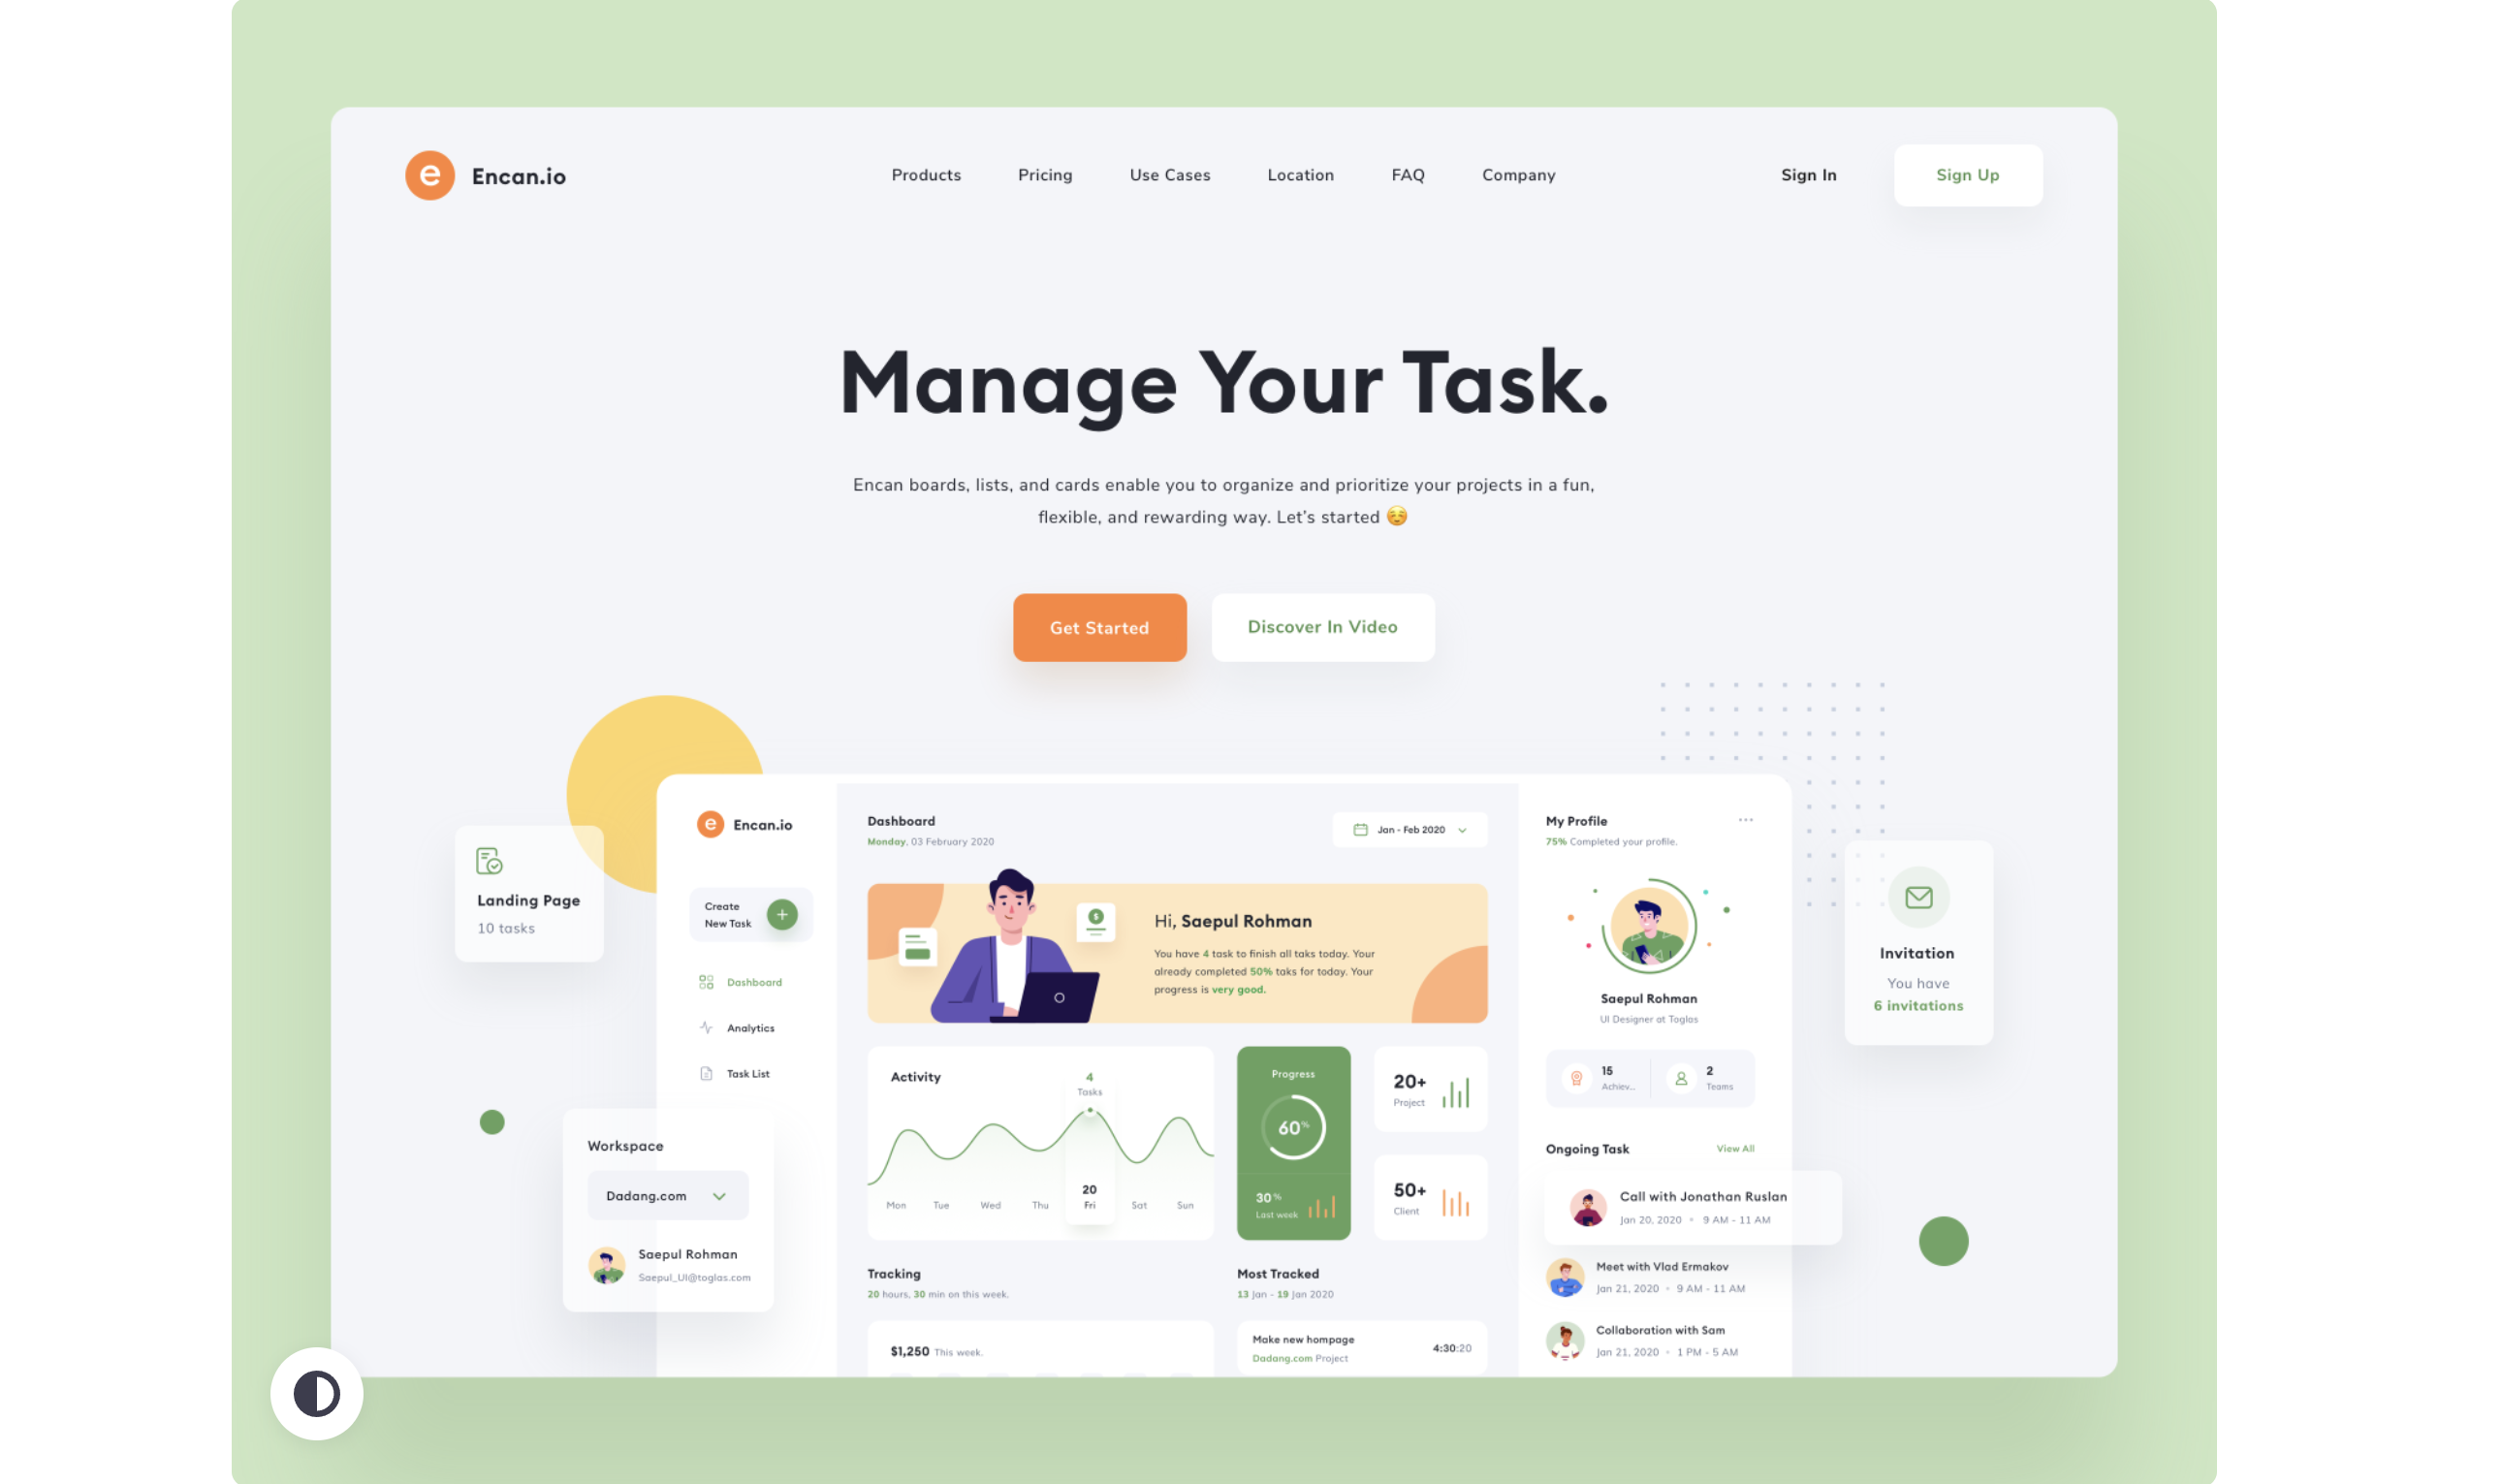 e Encan.io
Products
Pricing
Use Cases
Location
FAQ
Company
Sign In
Sign Up
Manage Your Task.
Encan boards, lists, and cards enable you to organize and prioritize your projects in a fun,
flexible, and rewarding way. Let's started ☺️
Get Started
Discover In Video
Landing Page
10 tasks
Workspace
Dadang.com
Saepul Rohman
Saepul_UI@toglas.com
e Encan.io
Create
New Task
Dashboard
Analytics
Task List
Dashboard
Monday, 03 February 2020
Jan - Feb 2020
Hi, Saepul Rohman
You have 4 task to finish all taks today. Your
already completed 50% taks for today. Your
progress is very good.
Activity
4
Tasks
20
Mon Tue Wed Thu Fri Sat Sun
Progress
60%
30%
Last week
20+
Project
50+
Client
Tracking
20 hours, 30 min on this week.
$1,250 This week.
Most Tracked
13 Jan - 19 Jan 2020
Make new hompage
Dadang.com Project
4:30:20
My Profile
75% Completed your profile.
Saepul Rohman
UI Designer at Toglas
15
Achiev...
2
Teams
Ongoing Task
View All
Call with Jonathan Ruslan
Jan 20, 2020 • 9 AM - 11 AM
Meet with Vlad Ermakov
Jan 21, 2020 • 9 AM - 11 AM
Collaboration with Sam
Jan 21, 2020 • 1 PM - 5 AM
Invitation
You have
6 invitations